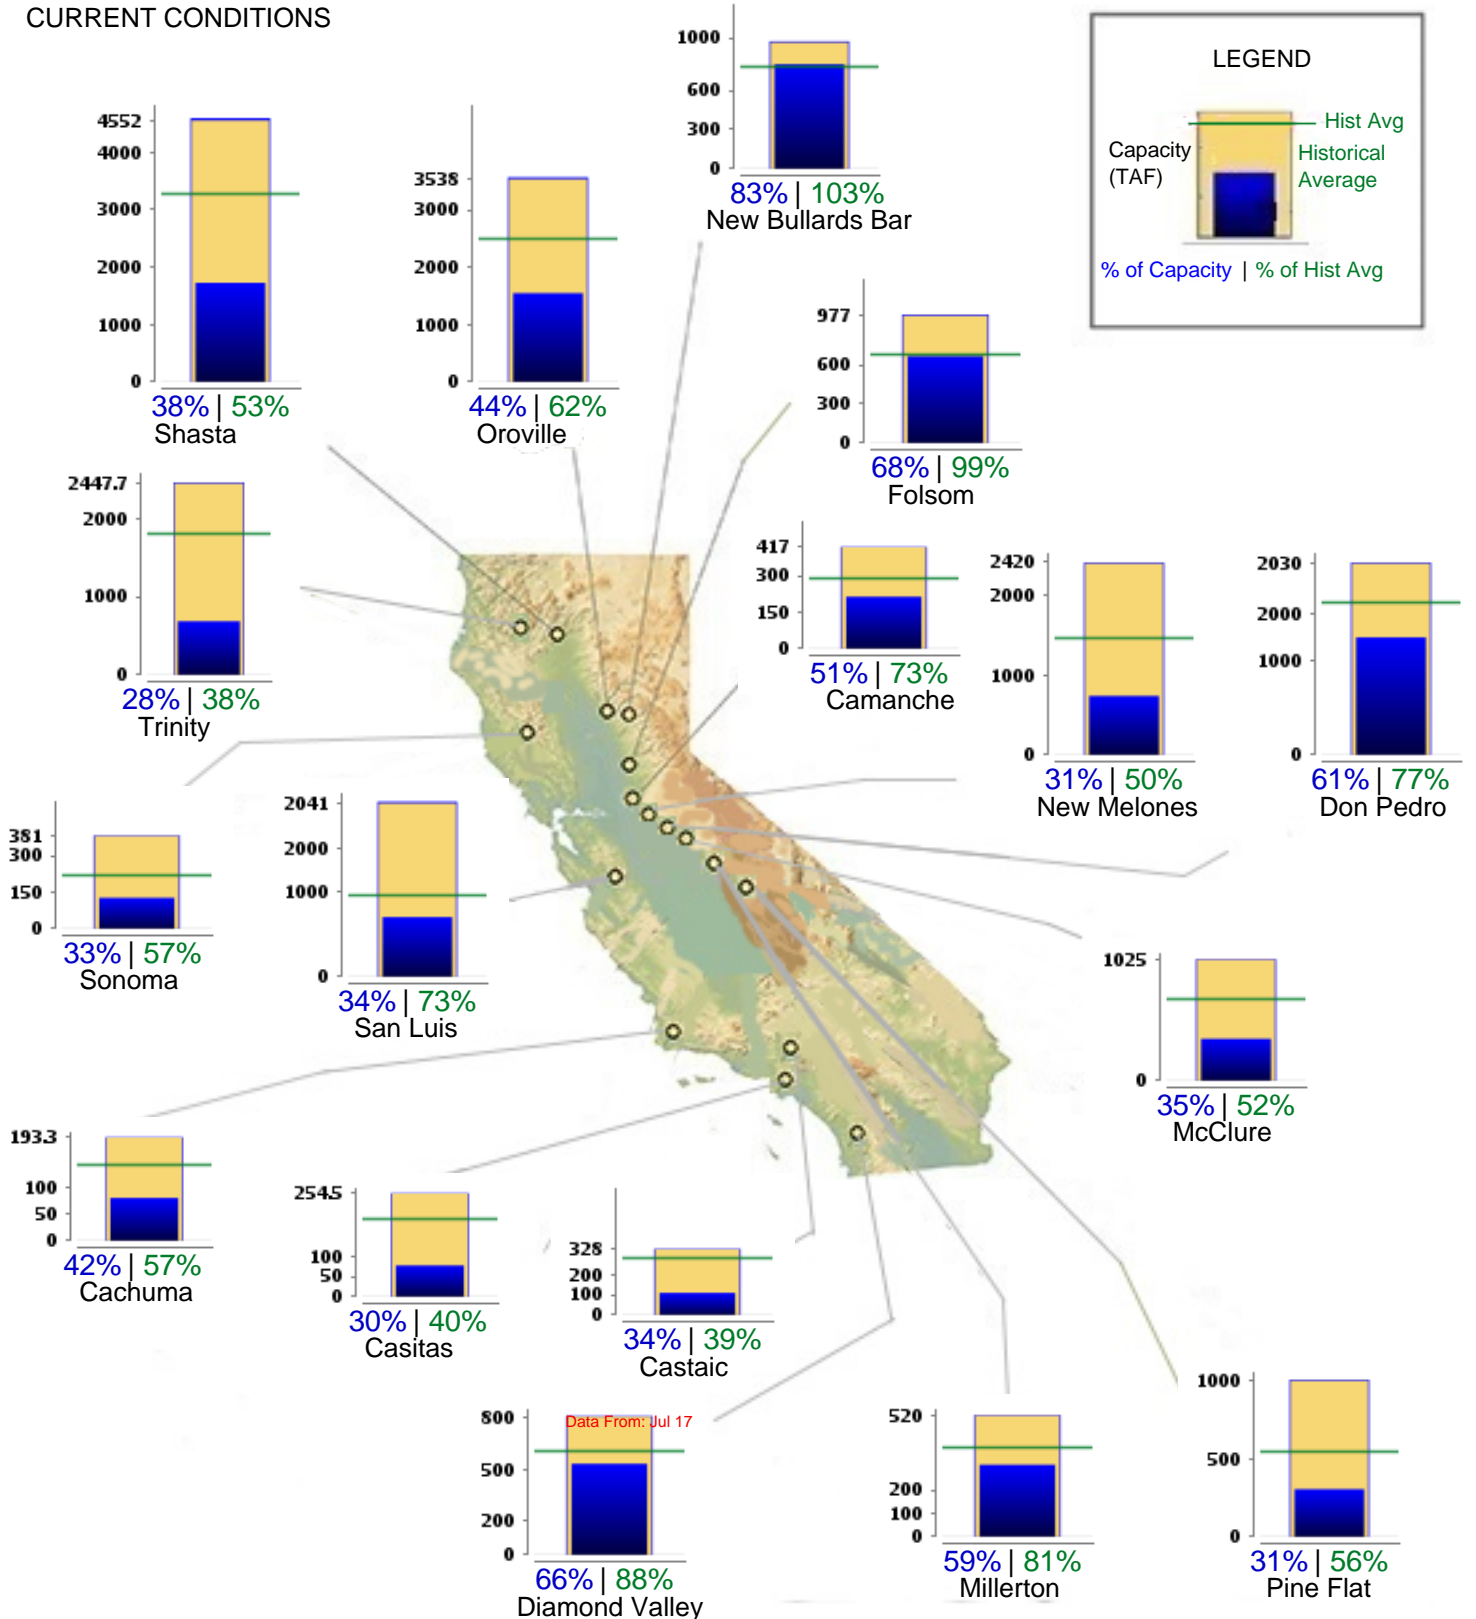 CURRENT CONDITIONS
1000
600
300
0
83% | 103%
New Bullards Bar
LEGEND
Hist Avg
Capacity
(TAF)
Historical
Average
% of Capacity | % of Hist Avg
4552
4000
3000
2000
1000
0
38% | 53%
Shasta
3538
3000
2000
1000
0
44% | 62%
Oroville
977
600
300
0
68% | 99%
Folsom
2447.7
2000
1000
0
28% | 38%
Trinity
417
300
150
0
51% | 73%
Camanche
2420
2000
1000
0
31% | 50%
New Melones
2030
2000
1000
0
61% | 77%
Don Pedro
381
300
150
0
33% | 57%
Sonoma
2041
2000
1000
0
34% | 73%
San Luis
1025
0
35% | 52%
McClure
193.3
100
50
0
42% | 57%
Cachuma
254.5
100
50
0
30% | 40%
Casitas
328
200
100
0
34% | 39%
Castaic
800
500
200
0
Data From: Jul 17
66% | 88%
Diamond Valley
520
200
100
0
59% | 81%
Millerton
1000
500
0
31% | 56%
Pine Flat